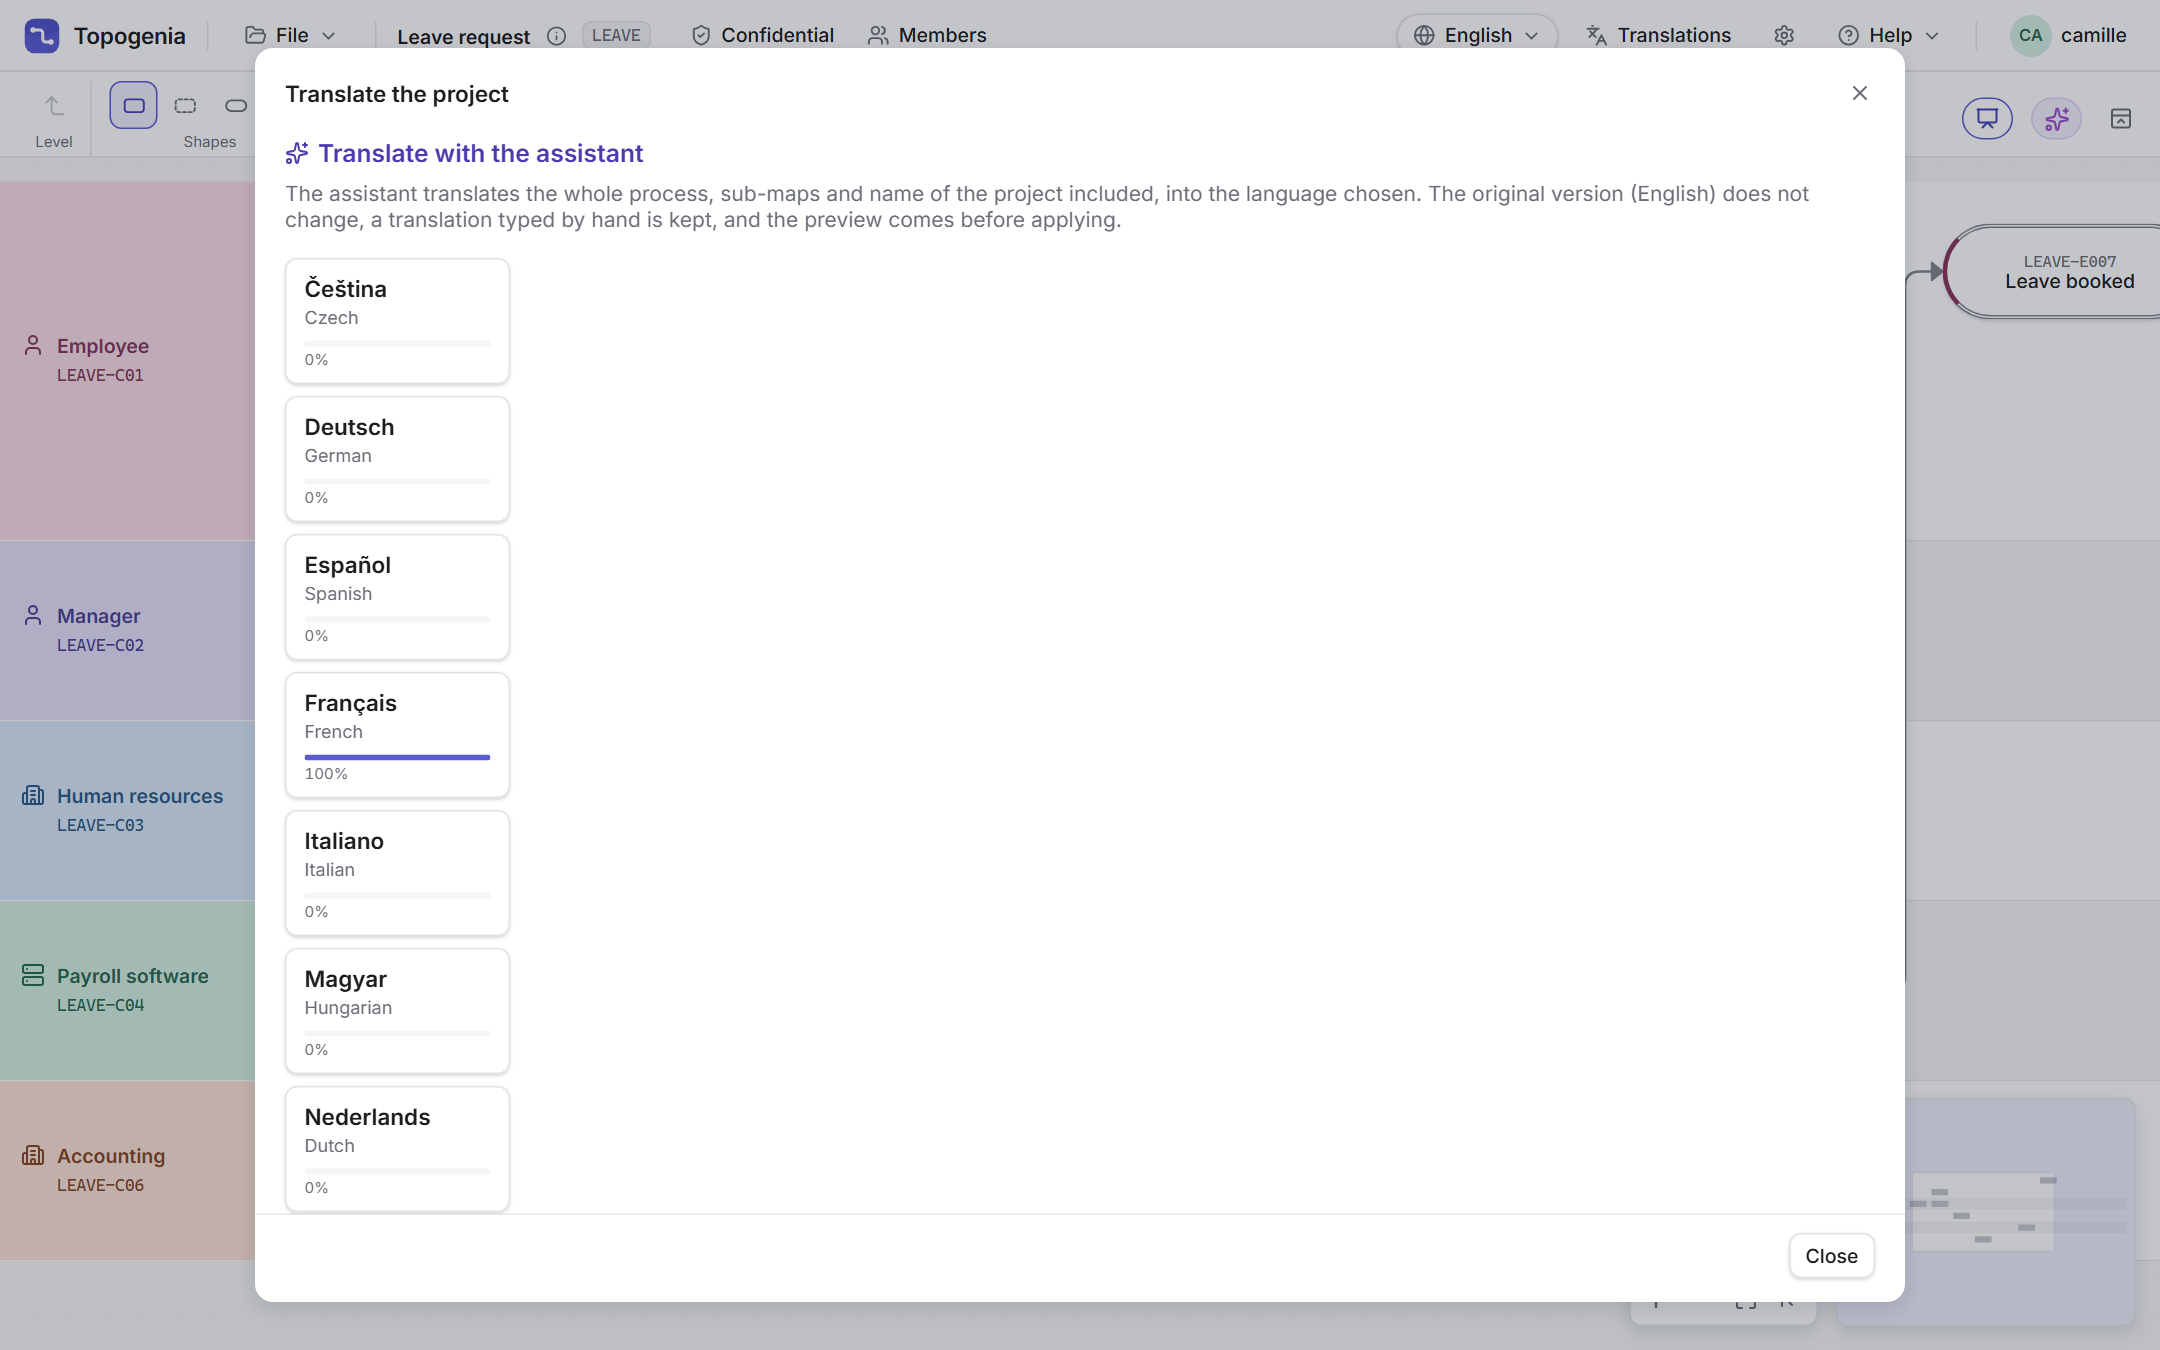 Topogenia
File
Leave request
LEAVE
Confidential
Members
English
Translations
Help
CA
camille
Level
Shapes
Translate the project
Translate with the assistant
The assistant translates the whole process, sub-maps and name of the project included, into the language chosen. The original version (English) does not
change, a translation typed by hand is kept, and the preview comes before applying.
Čeština
Czech
0%
Deutsch
German
0%
Español
Spanish
0%
Français
French
100%
Italiano
Italian
0%
Magyar
Hungarian
0%
Nederlands
Dutch
0%
Close
Employee
LEAVE-C01
Manager
LEAVE-C02
Human resources
LEAVE-C03
Payroll software
LEAVE-C04
Accounting
LEAVE-C06
LEAVE-E007
Leave booked